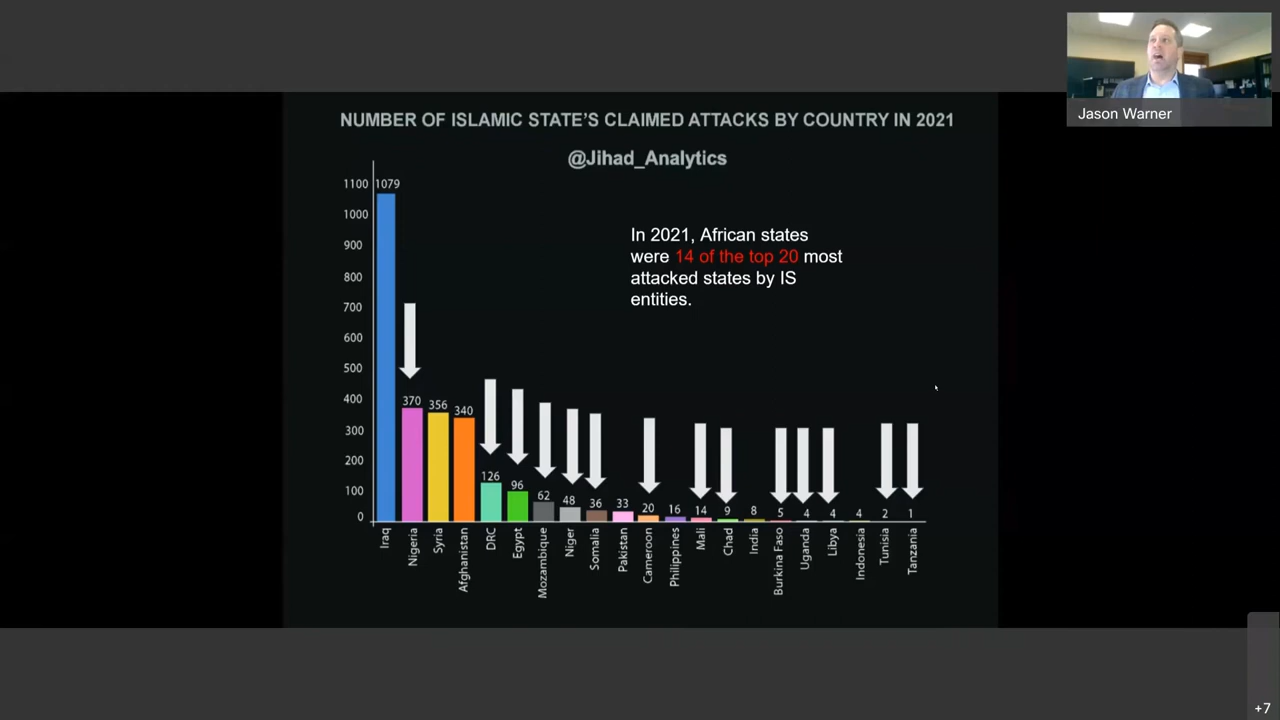 NUMBER OF ISLAMIC STATE'S CLAIMED ATTACKS BY COUNTRY IN 2021
@Jihad_Analytics
Jason Warner
In 2021, African states
were 14 of the top 20 most
attacked states by IS
entities.
1100
1000
900
800
700
600
500
400
300
200
100
0
1079
370
356
340
126
96
62
48
36
33
20
16
14
9
8
5
4
4
4
2
1
Iraq
Nigeria
Syria
Afghanistan
DRC
Egypt
Mozambique
Niger
Somalia
Pakistan
Cameroon
Philippines
Mali
Chad
India
Burkina Faso
Uganda
Libya
Indonesia
Tunisia
Tanzania
+7